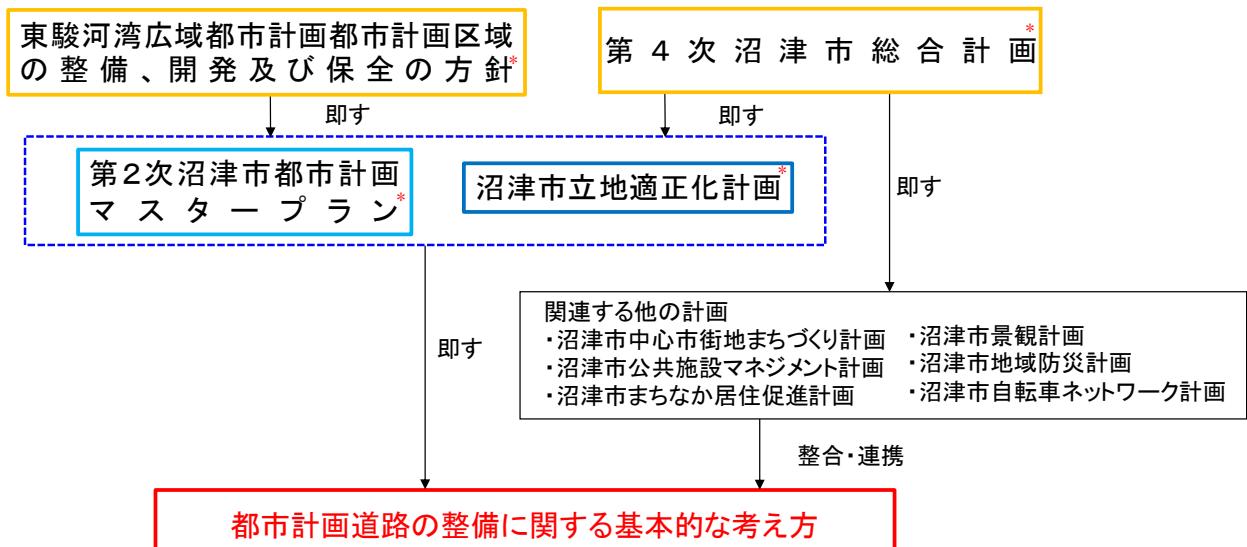 東駿河湾広域都市計画都市計画区域
の整備、開発及び保全の方針*
第4次沼津市総合計画*
即す
即す
第2次沼津市都市計画
マスタープラン*
沼津市立地適正化計画*
即す
関連する他の計画
・沼津市中心市街地まちづくり計画
・沼津市公共施設マネジメント計画
・沼津市まちなか居住促進計画
・沼津市景観計画
・沼津市地域防災計画
・沼津市自転車ネットワーク計画
即す
整合・連携
都市計画道路の整備に関する基本的な考え方